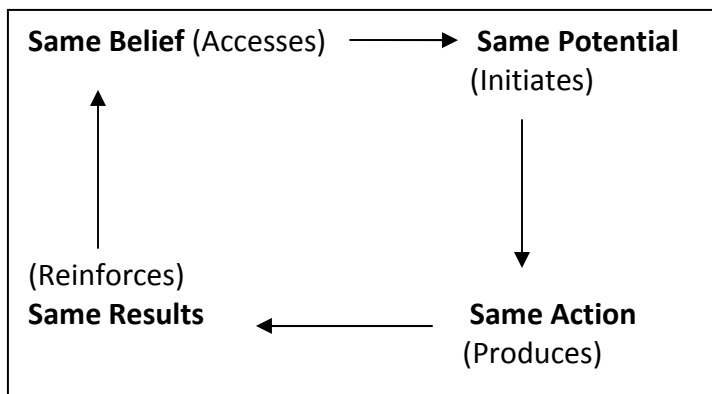 Same Belief (Accesses) Same Potential
(Initiates)
(Reinforces)
Same Results Same Action
(Produces)